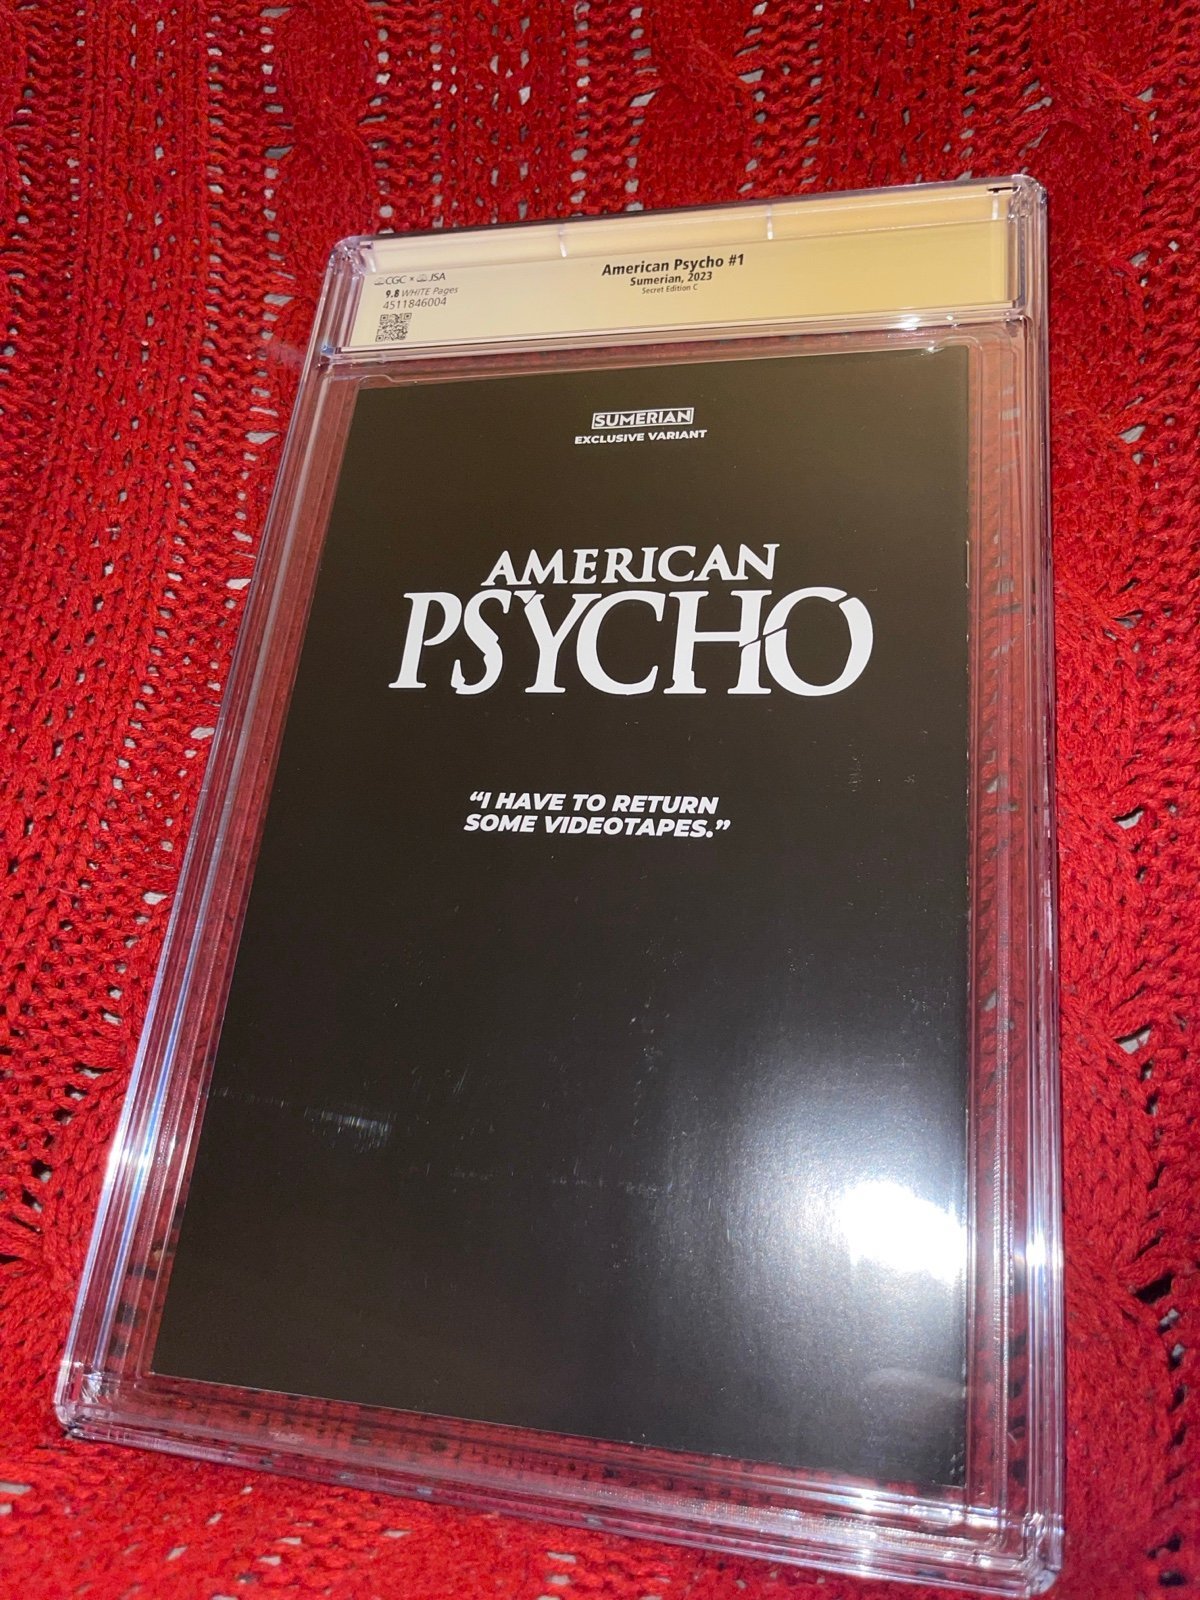 CGC × JSA
9.8 WHITE Pages
4511846004
American Psycho #1
Sumerian, 2023
Secret Edition C
SUMERIAN
EXCLUSIVE VARIANT
AMERICAN
PSYCHO
“I HAVE TO RETURN
SOME VIDEOTAPES.”